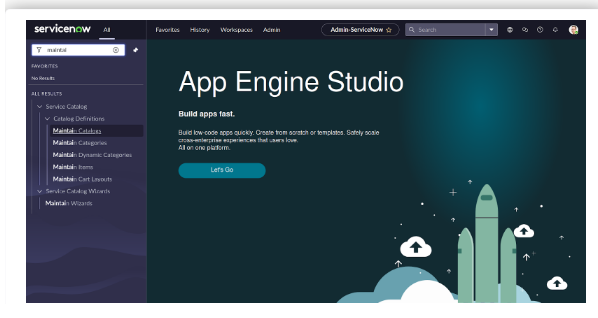 servicenow
All
Favorites
History
Workspaces
Admin
Admin-ServiceNow
Search
maintai
FAVORITES
No Results
ALL RESULTS
Service Catalog
Catalog Definitions
Maintain Catalogs
Maintain Categories
Maintain Dynamic Categories
Maintain Items
Maintain Cart Layouts
Service Catalog Wizards
Maintain Wizards
App Engine Studio
Build apps fast.
Build low-code apps quickly. Create from scratch or templates. Safely scale
cross-enterprise experiences that users love.
All on one platform.
Let's Go